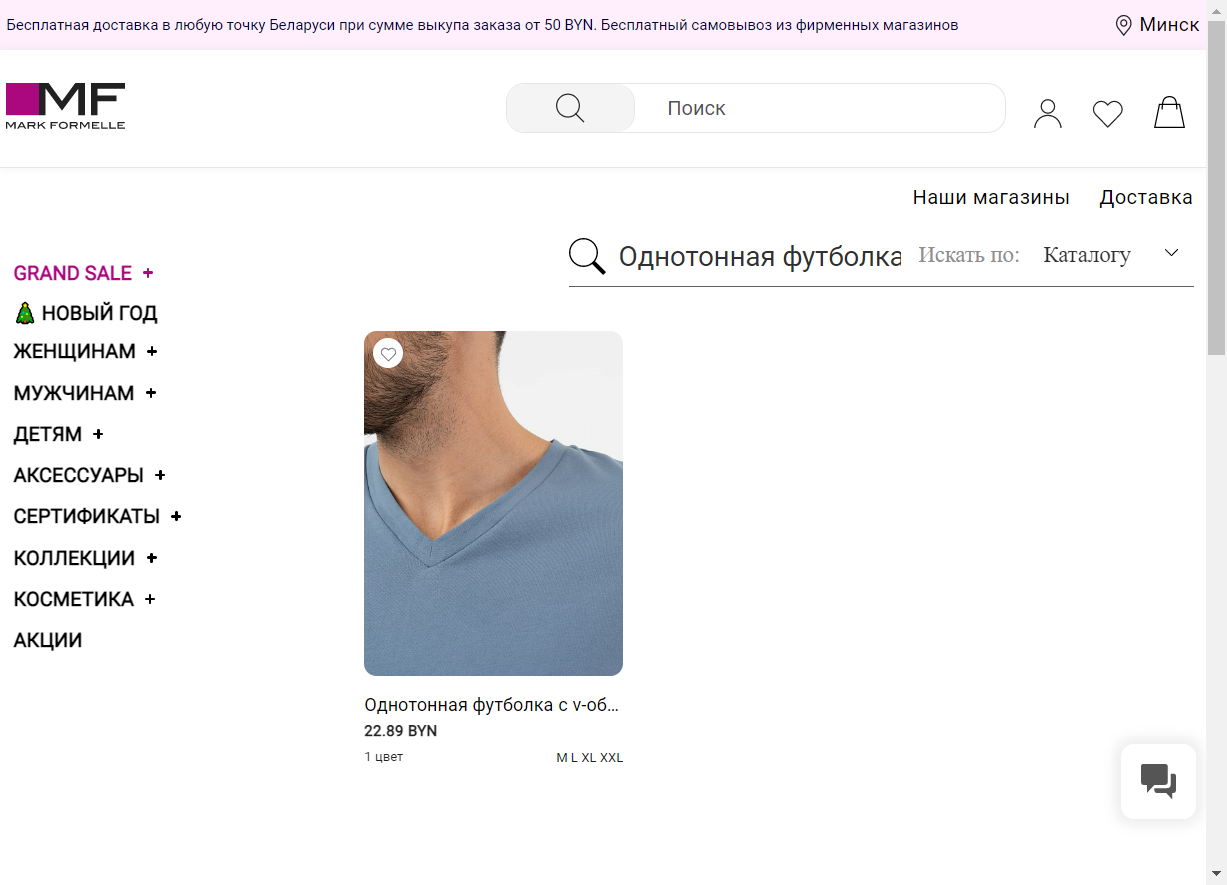 Бесплатная доставка в любую точку Беларуси при сумме выкупа заказа от 50 BYN. Бесплатный самовывоз из фирменных магазинов
Минск
MF
MARK FORMELLE
Поиск
Наши магазины Доставка
Однотонная футболка Искать по: Каталогу
GRAND SALE +
НОВЫЙ ГОД
ЖЕНЩИНАМ +
МУЖЧИНАМ +
ДЕТЯМ +
АКСЕССУАРЫ +
СЕРТИФИКАТЫ +
КОЛЛЕКЦИИ +
КОСМЕТИКА +
АКЦИИ
Однотонная футболка с v-об...
22.89 BYN
1 цвет M L XL XXL